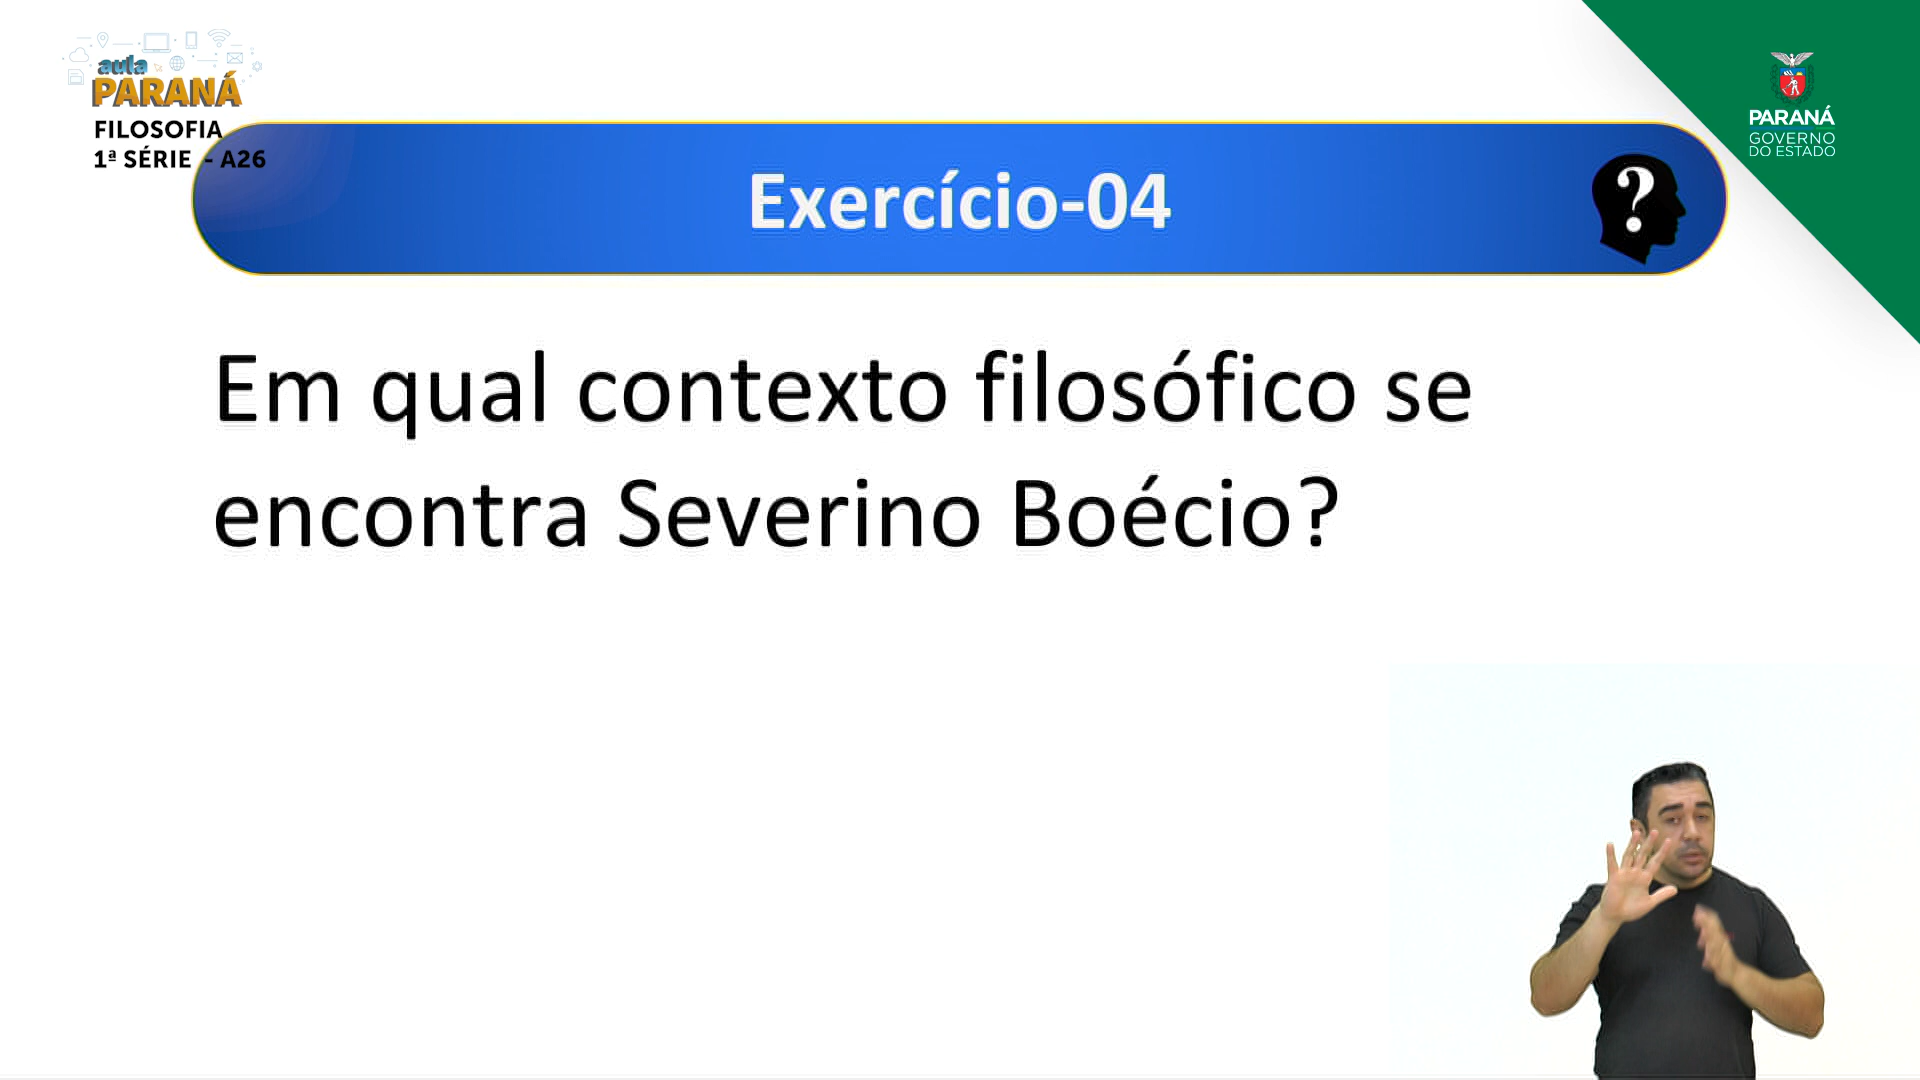 aula
PARANÁ
FILOSOFIA
1ª SÉRIE - A26
PARANÁ
GOVERNO
DO ESTADO
Exercício-04
?
Em qual contexto filosófico se
encontra Severino Boécio?